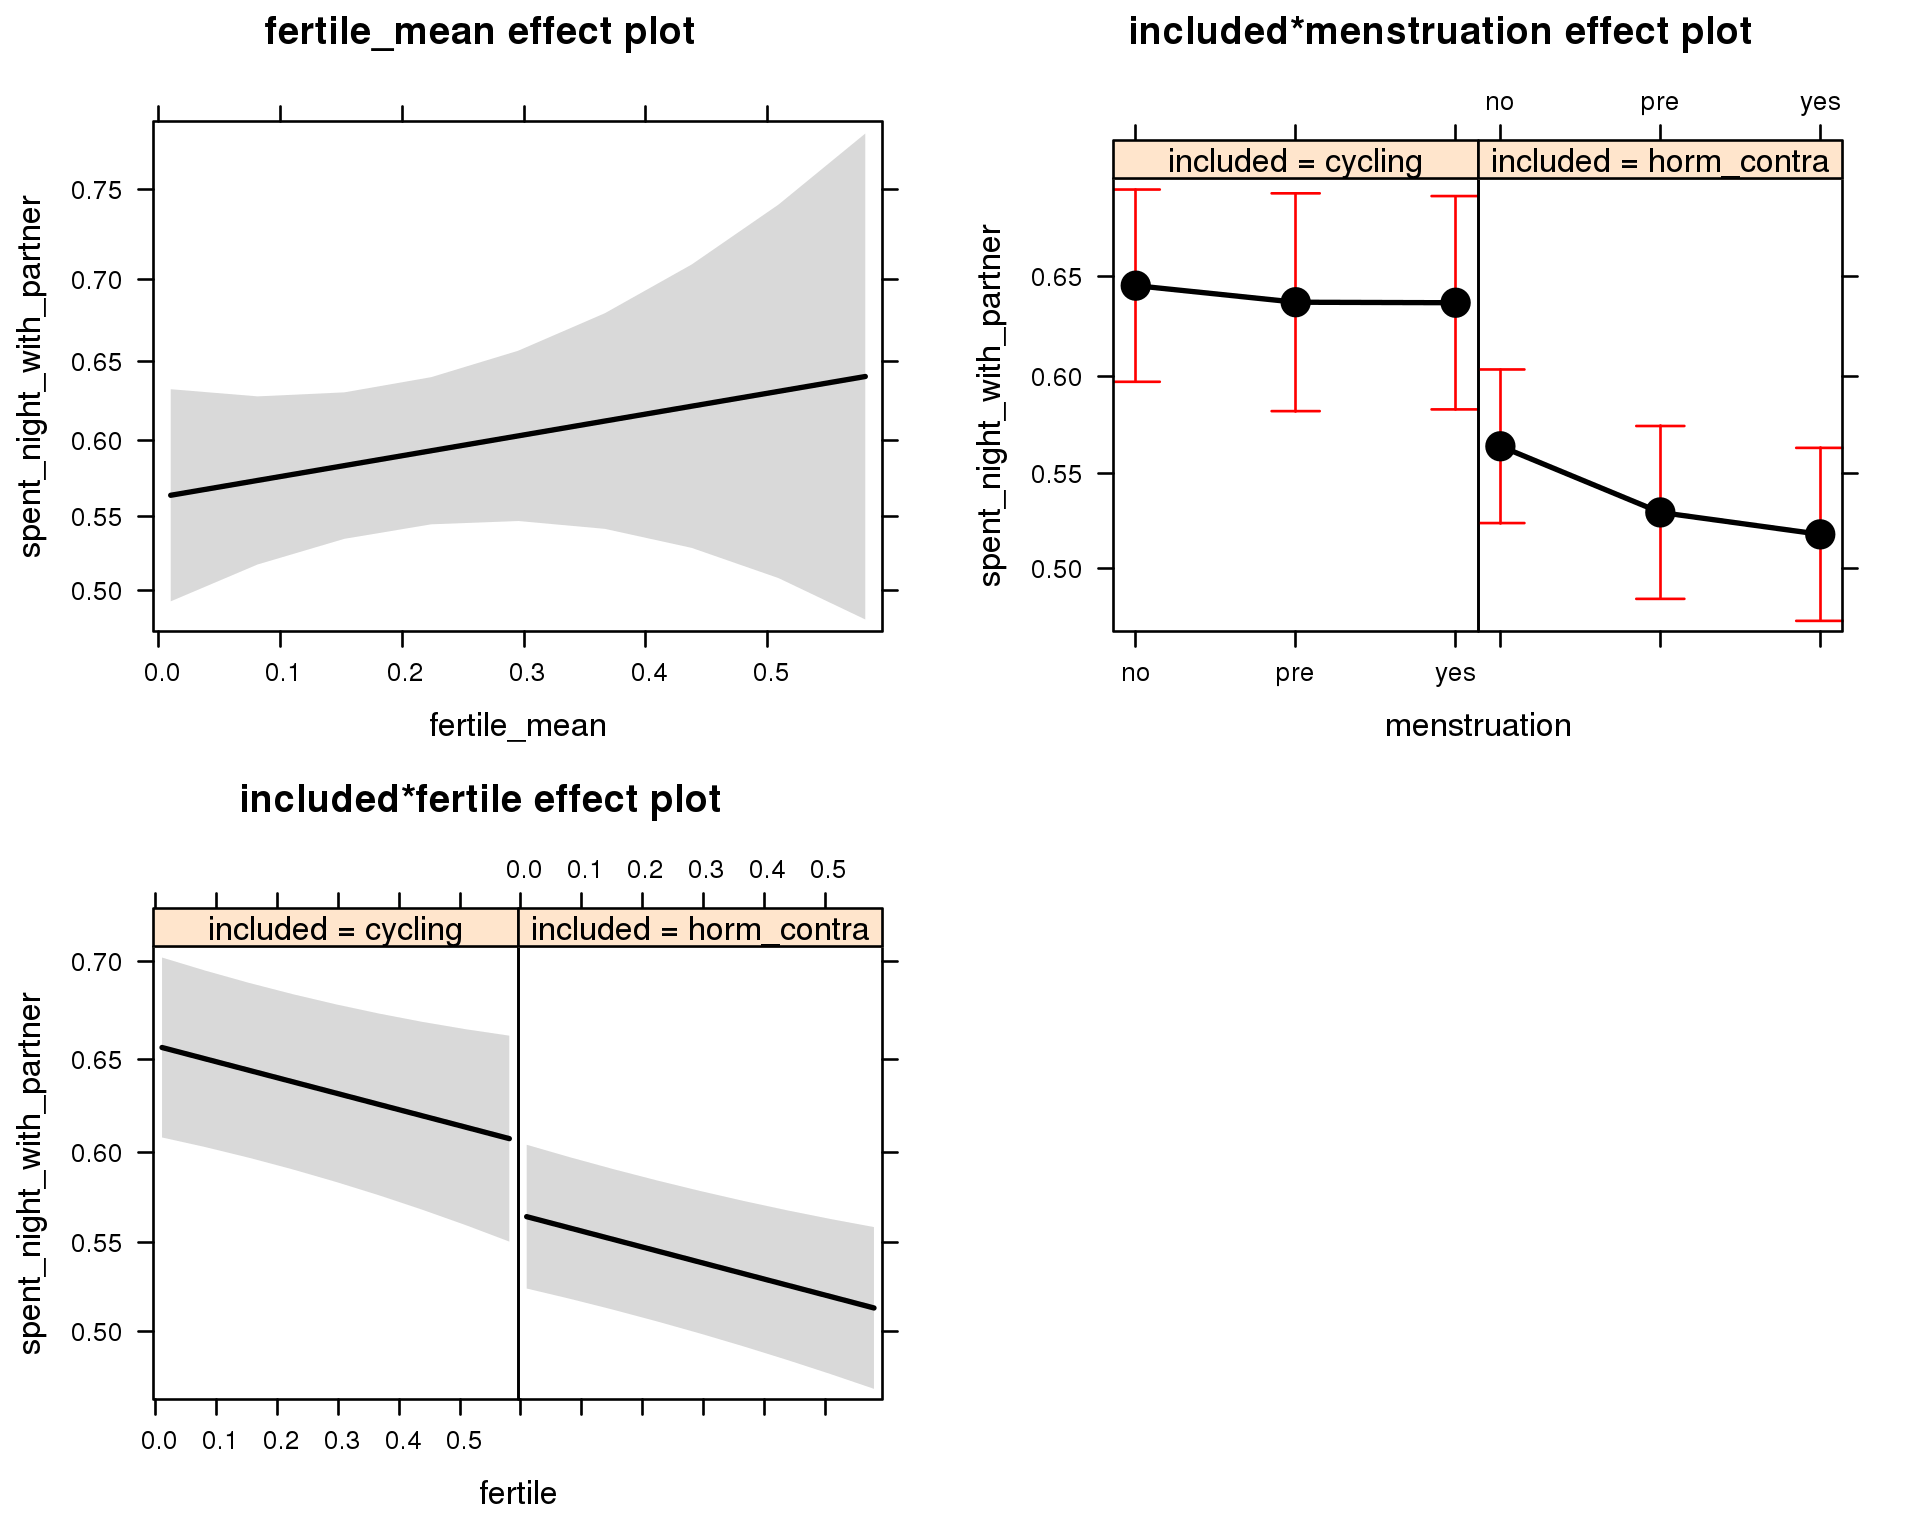 fertile_mean effect plot
spent_night_with_partner
0.75
0.70
0.65
0.60
0.55
0.50
0.0 0.1 0.2 0.3 0.4 0.5
fertile_mean
included*menstruation effect plot
no pre yes
included = cycling included = horm_contra
spent_night_with_partner
0.65
0.60
0.55
0.50
no pre yes
menstruation
included*fertile effect plot
0.0 0.1 0.2 0.3 0.4 0.5
included = cycling included = horm_contra
spent_night_with_partner
0.70
0.65
0.60
0.55
0.50
0.0 0.1 0.2 0.3 0.4 0.5
fertile